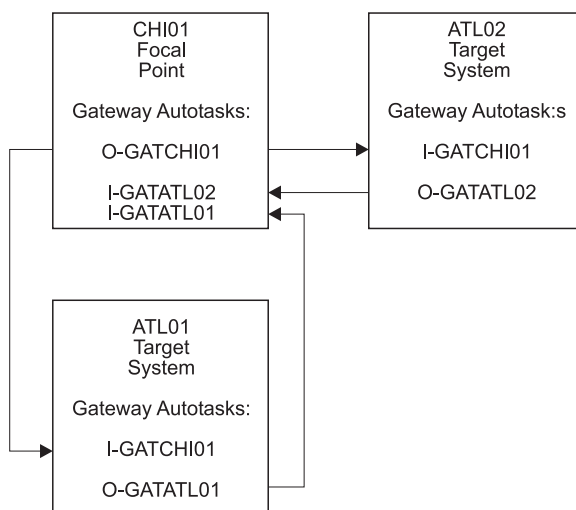 CHI01
Focal
Point
Gateway Autotasks:
O-GATCHI01
I-GATATL02
I-GATATL01
ATL02
Target
System
Gateway Autotask:s
I-GATCHI01
O-GATATL02
ATL01
Target
System
Gateway Autotasks:
I-GATCHI01
O-GATATL01